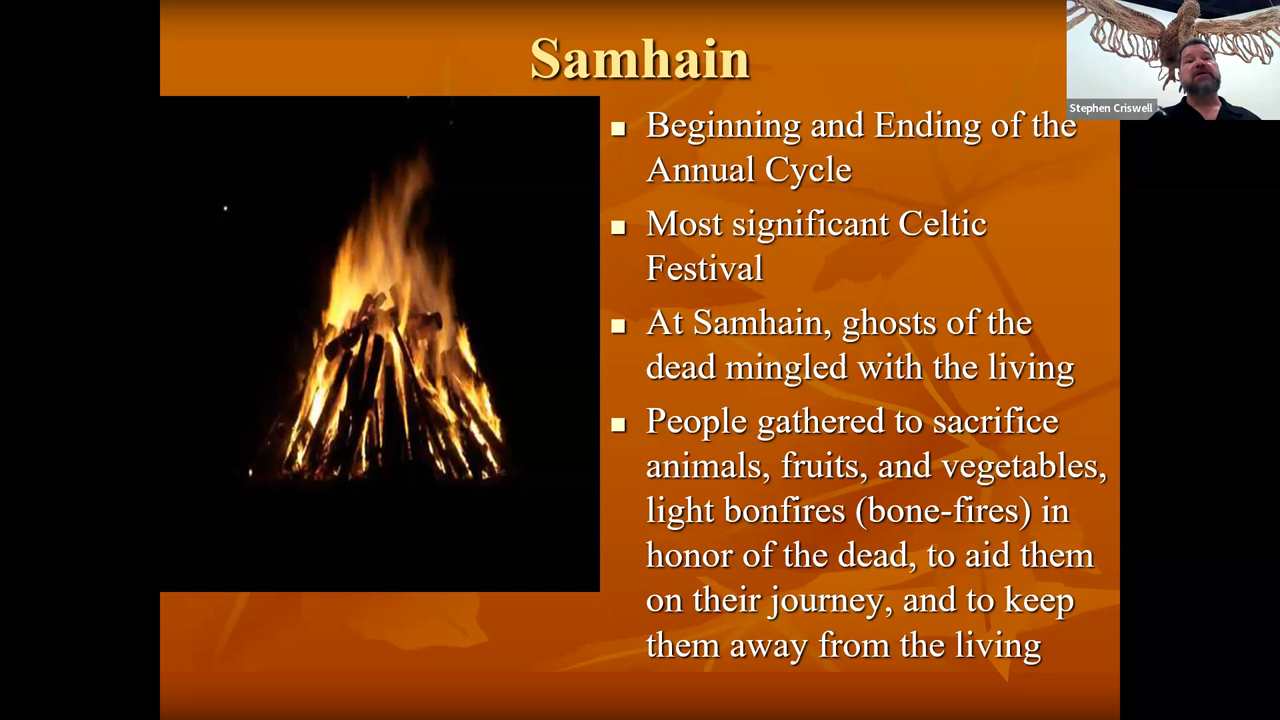 Samhain
Stephen Criswell
■ Beginning and Ending of the
Annual Cycle
■ Most significant Celtic
Festival
■ At Samhain, ghosts of the
dead mingled with the living
■ People gathered to sacrifice
animals, fruits, and vegetables,
light bonfires (bone-fires) in
honor of the dead, to aid them
on their journey, and to keep
them away from the living